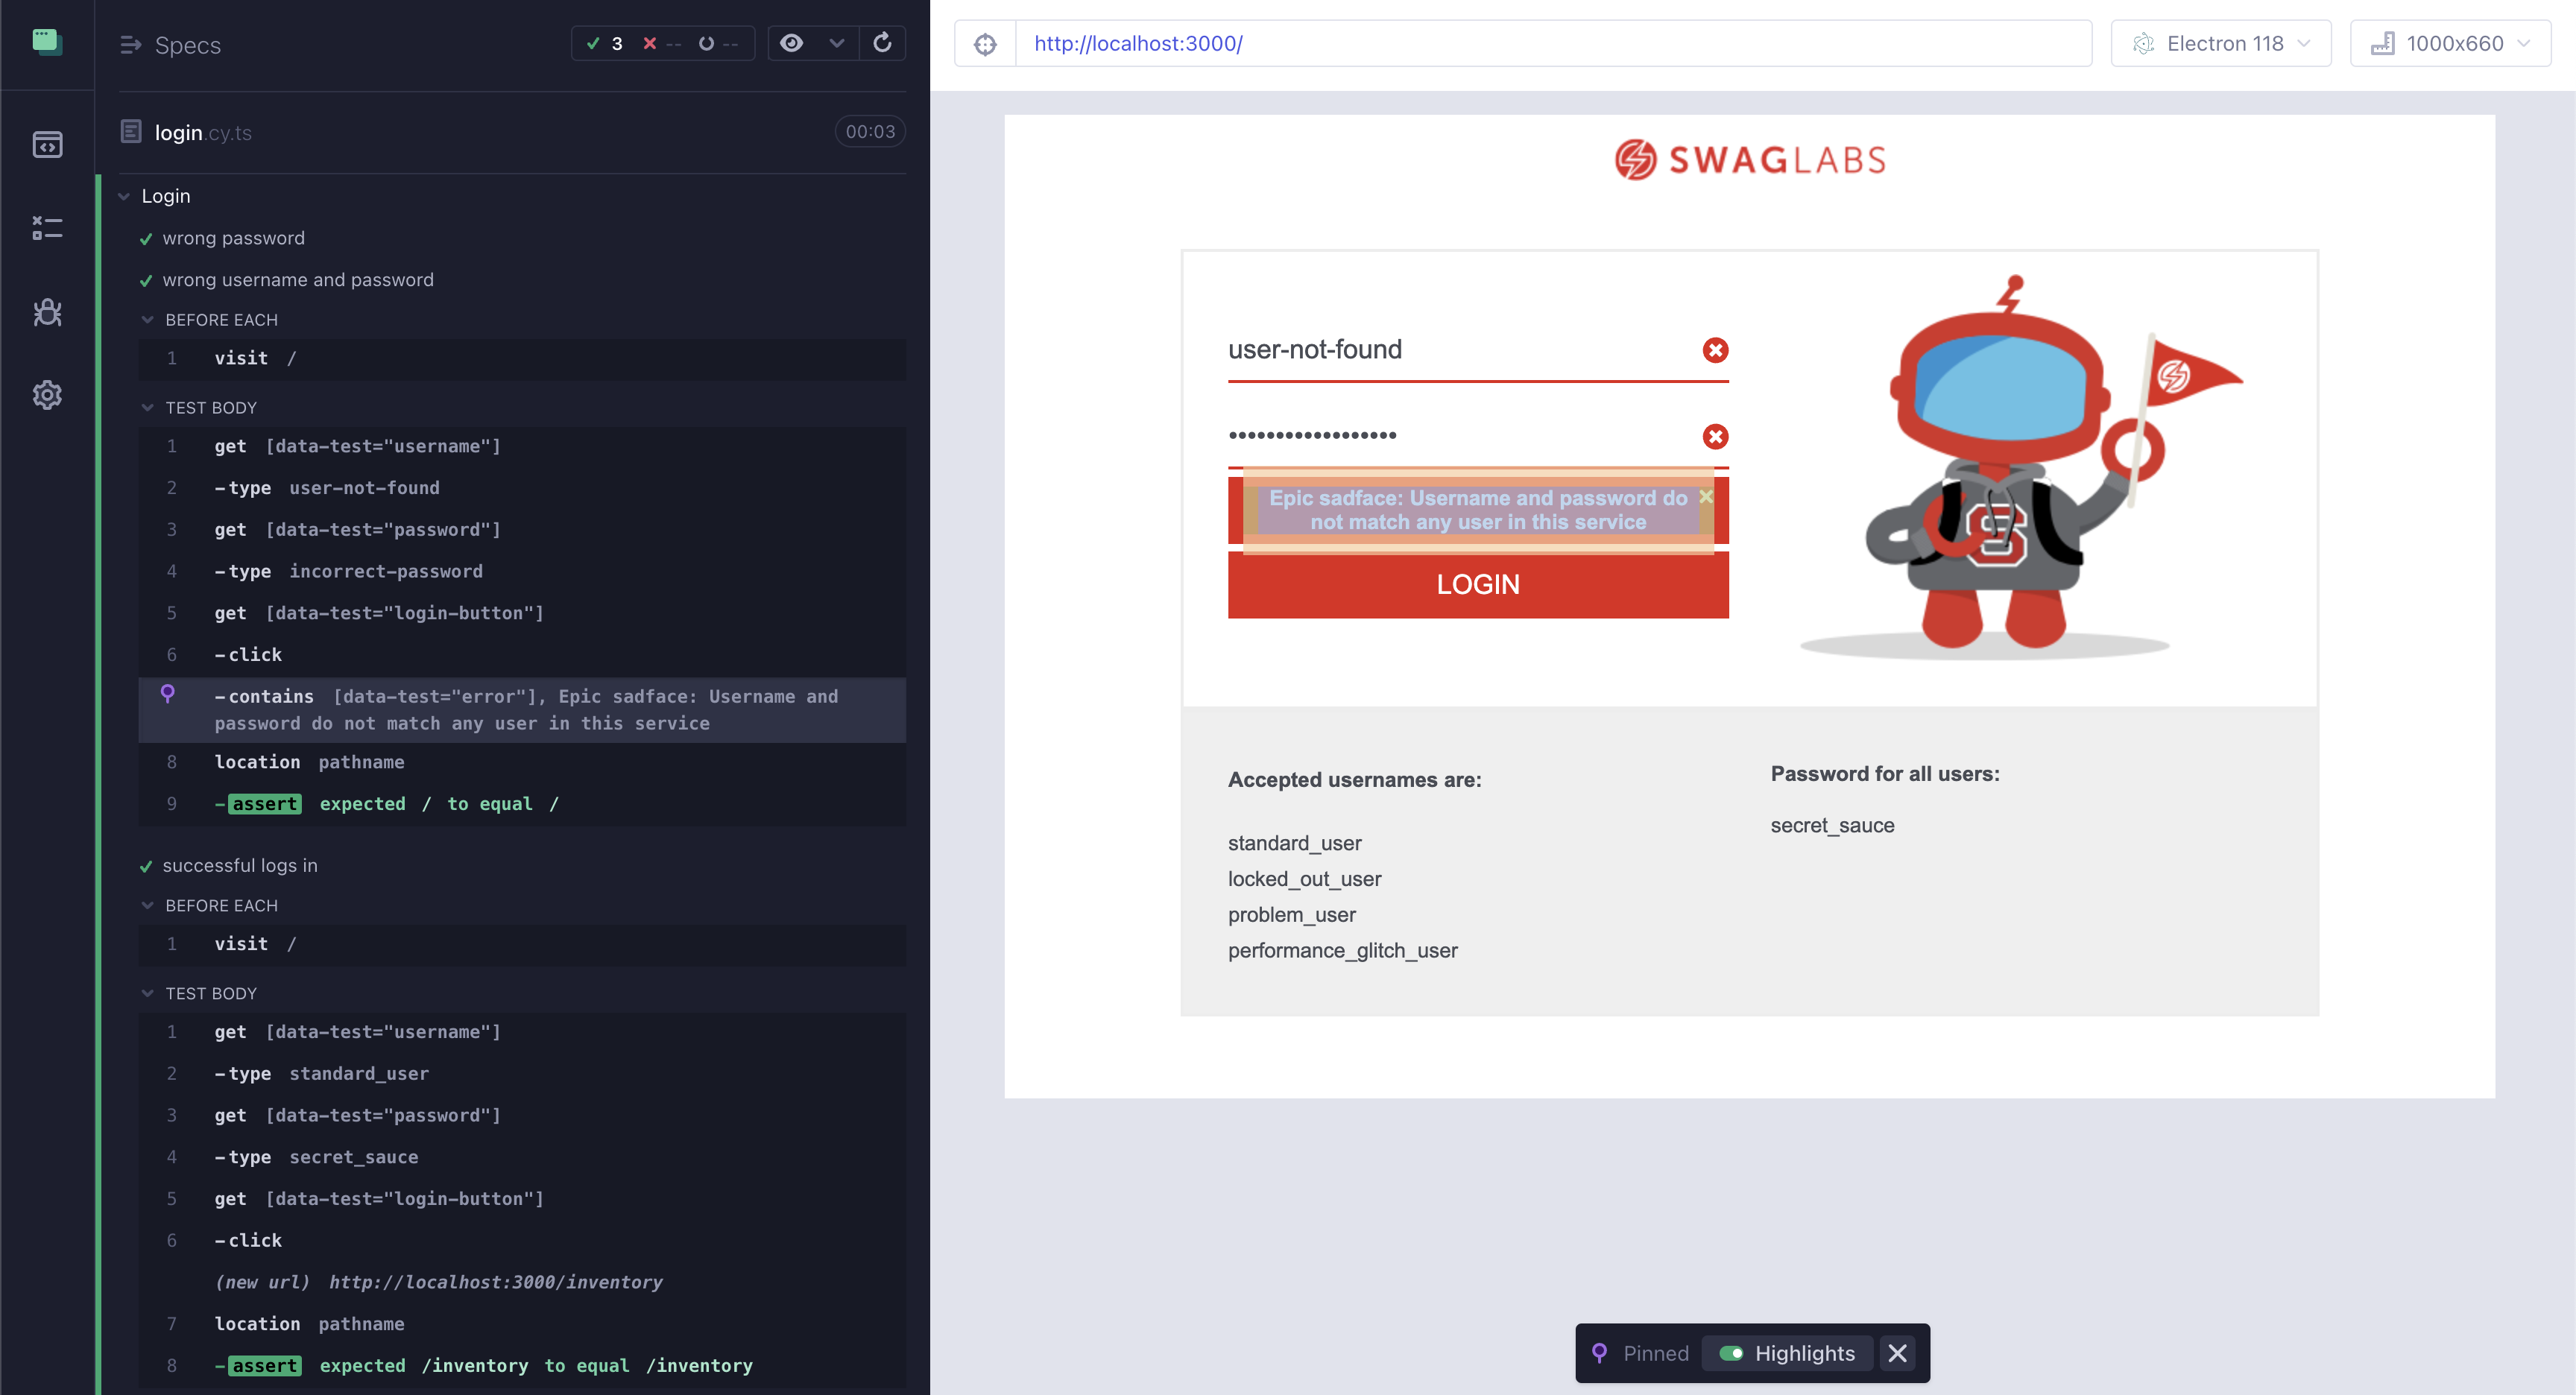 Specs
3 -- --
login.cy.ts
00:03
Login
wrong password
wrong username and password
BEFORE EACH
1 visit /
TEST BODY
1 get [data-test="username"]
2 -type user-not-found
3 get [data-test="password"]
4 -type incorrect-password
5 get [data-test="login-button"]
6 -click
-contains [data-test="error"], Epic sadface: Username and
password do not match any user in this service
8 location pathname
9 -assert expected / to equal /
successful logs in
BEFORE EACH
1 visit /
TEST BODY
1 get [data-test="username"]
2 -type standard_user
3 get [data-test="password"]
4 -type secret_sauce
5 get [data-test="login-button"]
6 -click
(new url) http://localhost:3000/inventory
7 location pathname
8 -assert expected /inventory to equal /inventory
http://localhost:3000/
Electron 118
1000x660
SWAGLABS
user-not-found
••••••••••••••••••
Epic sadface: Username and password do
not match any user in this service
LOGIN
S
Accepted usernames are:
standard_user
locked_out_user
problem_user
performance_glitch_user
Password for all users:
secret_sauce
Pinned
Highlights